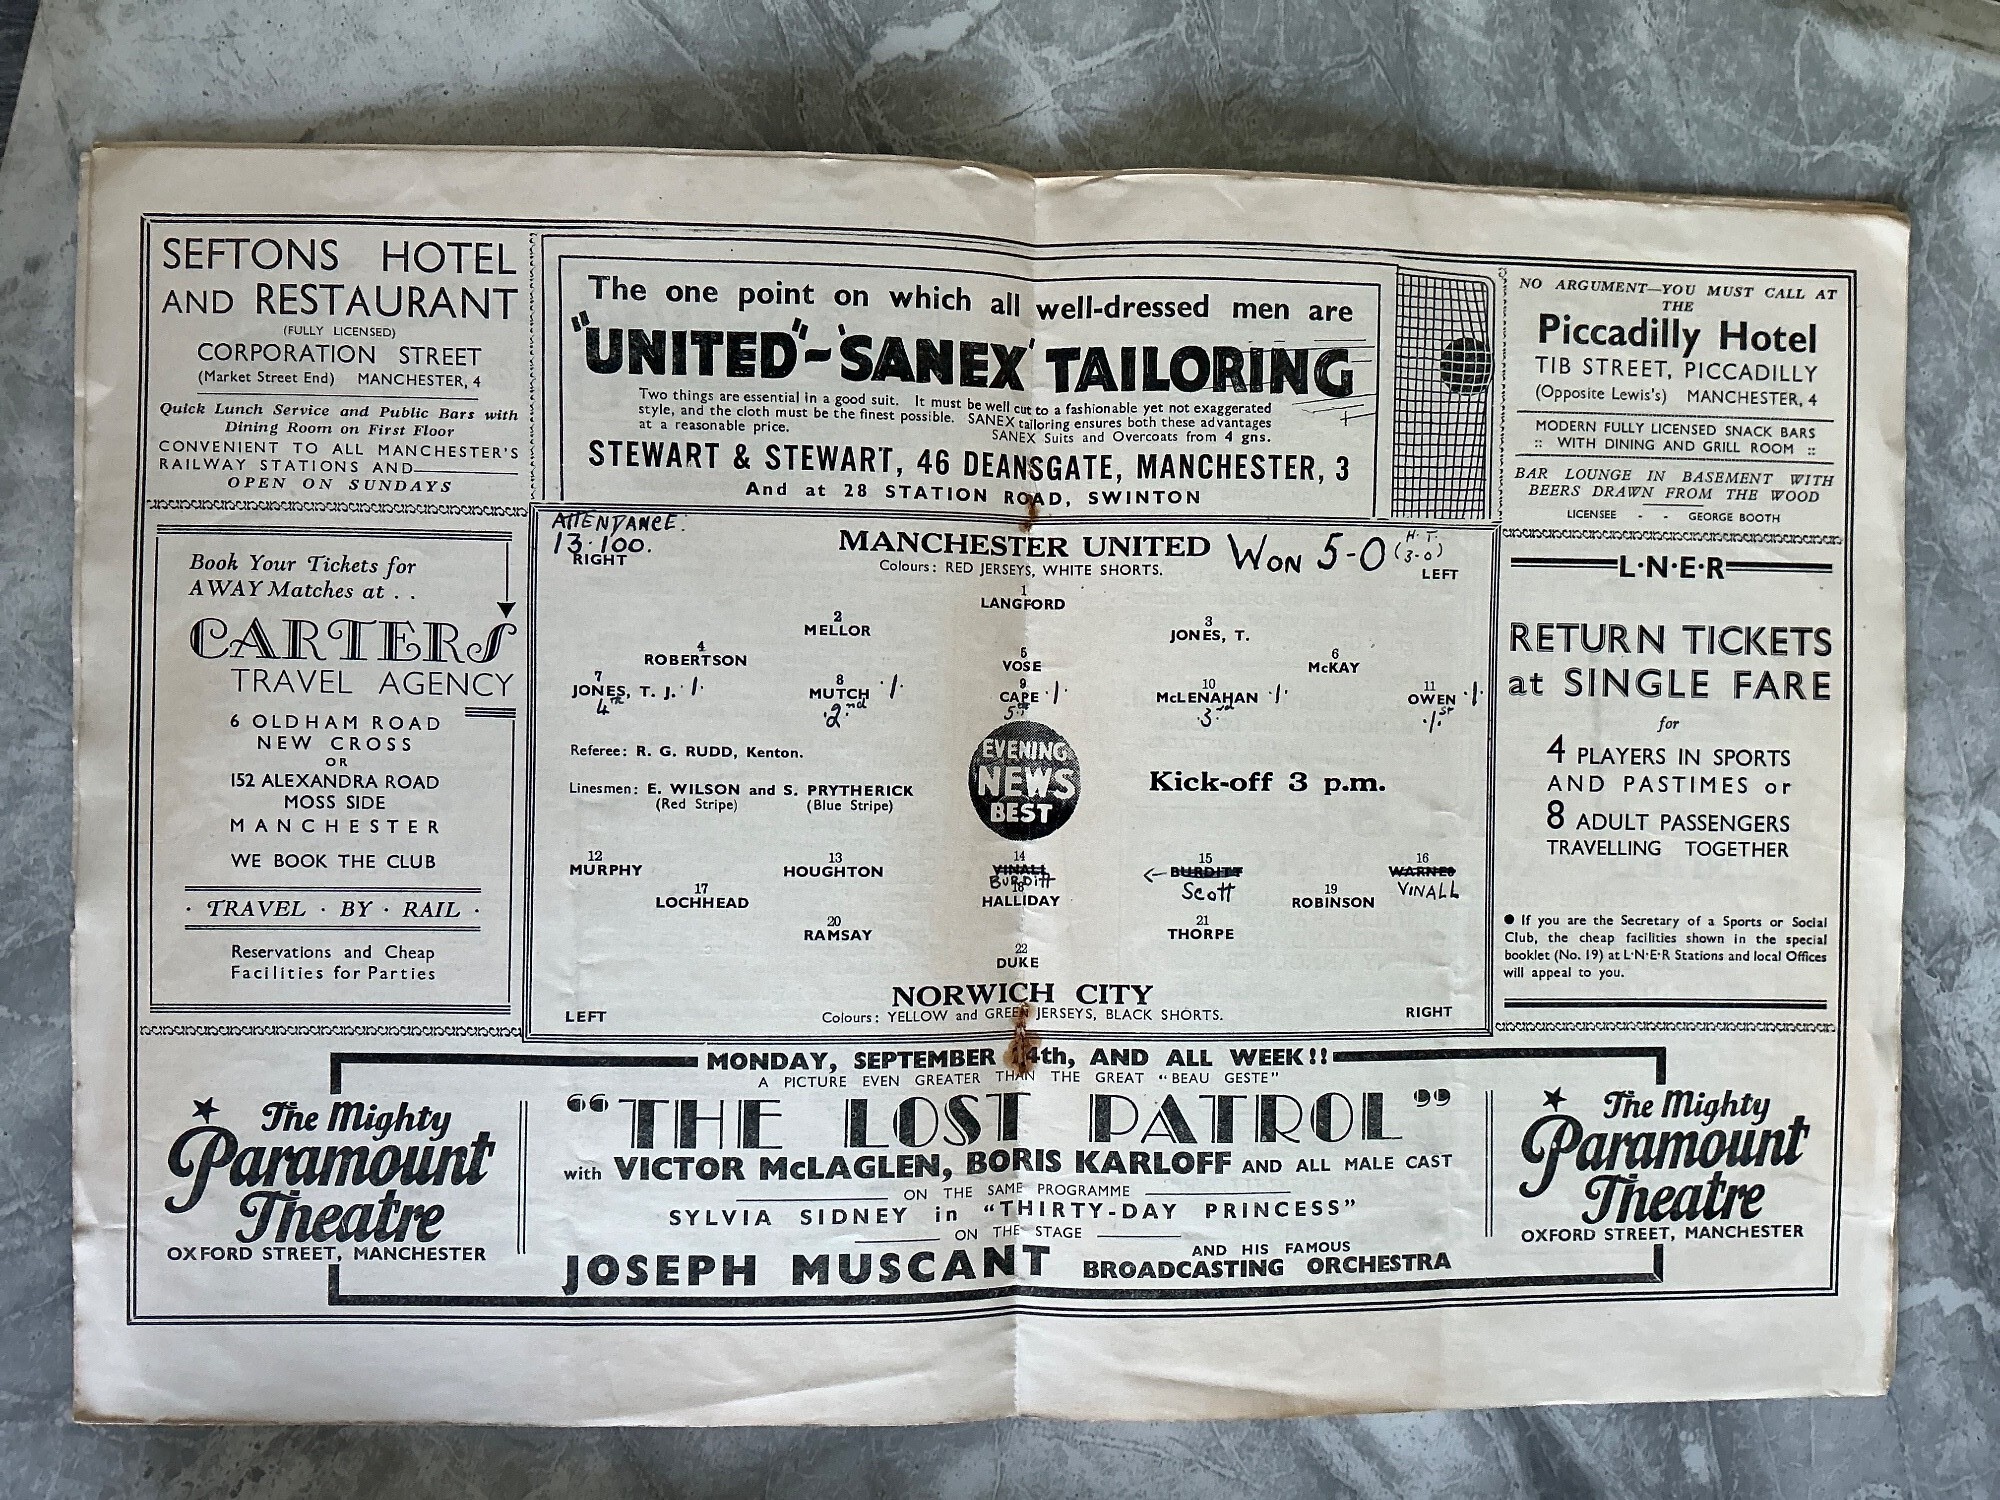 SEFTONS HOTEL
AND RESTAURANT
(FULLY LICENSED)
CORPORATION STREET
(Market Street End) MANCHESTER, 4
Quick Lunch Service and Public Bars with
Dining Room on First Floor
CONVENIENT TO ALL MANCHESTER'S
RAILWAY STATIONS AND
OPEN ON SUNDAYS
The one point on which all well-dressed men are
"UNITED"~'SANEX' TAILORING
Two things are essential in a good suit. It must be well cut to a fashionable yet not exaggerated
style, and the cloth must be the finest possible. SANEX tailoring ensures both these advantages
at a reasonable price. SANEX Suits and Overcoats from 4 gns.
STEWART & STEWART, 46 DEANSGATE, MANCHESTER, 3
And at 28 STATION ROAD, SWINTON
NO ARGUMENT—YOU MUST CALL AT
THE
Piccadilly Hotel
TIB STREET, PICCADILLY
(Opposite Lewis's) MANCHESTER, 4
MODERN FULLY LICENSED SNACK BARS
:: WITH DINING AND GRILL ROOM ::
BAR LOUNGE IN BASEMENT WITH
BEERS DRAWN FROM THE WOOD
LICENSEE - - GEORGE BOOTH
Book Your Tickets for
AWAY Matches at . .
CARTERS
TRAVEL AGENCY
6 OLDHAM ROAD
NEW CROSS
OR
152 ALEXANDRA ROAD
MOSS SIDE
MANCHESTER
WE BOOK THE CLUB
· TRAVEL · BY · RAIL ·
Reservations and Cheap
Facilities for Parties
ATTENDANCE:
13·100.
RIGHT
MANCHESTER UNITED WON 5-0 H.T. (3-0)
Colours: RED JERSEYS, WHITE SHORTS.
LEFT
1
LANGFORD
2 3
MELLOR JONES, T.
4 5 6
ROBERTSON VOSE McKAY
7 8 9 10 11
JONES, T. J. ·1· MUTCH ·1· CAPE ·1· McLENAHAN ·1· OWEN ·1·
4th 2nd 5th 3rd 1st
Referee: R. G. RUDD, Kenton.
Linesmen: E. WILSON and S. PRYTHERICK
(Red Stripe) (Blue Stripe)
EVENING
NEWS
BEST
Kick-off 3 p.m.
12 13 14 15 16
MURPHY HOUGHTON VINALL ← BURDITT WARNES
BURDITT Scott VINALL
17 18 19
LOCHHEAD HALLIDAY ROBINSON
20 21
RAMSAY THORPE
22
DUKE
NORWICH CITY
LEFT Colours: YELLOW and GREEN JERSEYS, BLACK SHORTS. RIGHT
L·N·E·R
RETURN TICKETS
at SINGLE FARE
for
4 PLAYERS IN SPORTS
AND PASTIMES or
8 ADULT PASSENGERS
TRAVELLING TOGETHER
● If you are the Secretary of a Sports or Social
Club, the cheap facilities shown in the special
booklet (No. 19) at L·N·E·R Stations and local Offices
will appeal to you.
MONDAY, SEPTEMBER 14th, AND ALL WEEK!!
A PICTURE EVEN GREATER THAN THE GREAT "BEAU GESTE"
"THE LOST PATROL"
with VICTOR McLAGLEN, BORIS KARLOFF AND ALL MALE CAST
ON THE SAME PROGRAMME
SYLVIA SIDNEY in "THIRTY-DAY PRINCESS"
ON THE STAGE
JOSEPH MUSCANT AND HIS FAMOUS
BROADCASTING ORCHESTRA
The Mighty
Paramount
Theatre
OXFORD STREET, MANCHESTER
The Mighty
Paramount
Theatre
OXFORD STREET, MANCHESTER